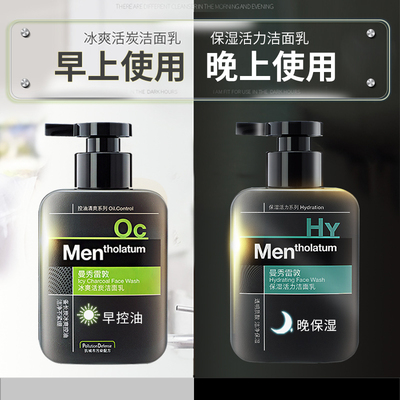 冰爽活炭洁面乳
早上使用
保湿活力洁面乳
晚上使用
控油清爽系列 Oil.Control
Oc
Mentholatum
曼秀雷敦
Icy Charcoal Face Wash
冰爽活炭洁面乳
早控油
Pollution Defense
保湿活力系列 Hydration
Hy
Mentholatum
曼秀雷敦
Hydrating Face Wash
保湿活力洁面乳
晚保湿